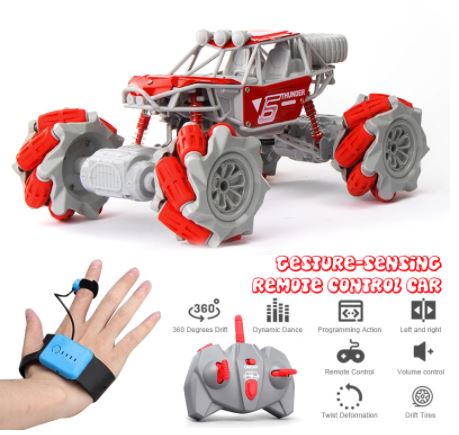 THUNDER
6
GESTURE-SENSING
REMOTE CONTROL CAR
360°
360 Degrees Drift
Dynamic Dance
Programming Action
Left and right
Remote Control
Volume control
Twist Deformation
Drift Tires